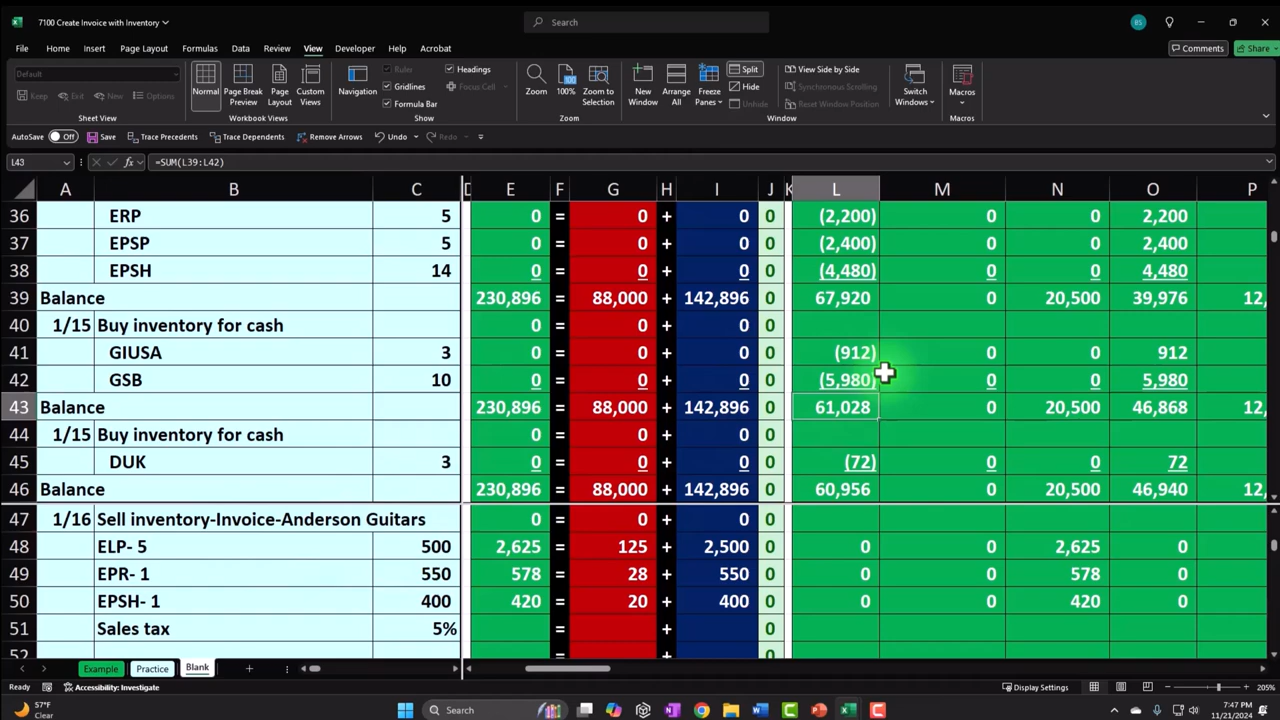 7100 Create Invoice with Inventory
Search
BS
File Home Insert Page Layout Formulas Data Review View Developer Help Acrobat
Comments Share
Default
Keep Exit New Options
Sheet View
Normal Page Break Preview Page Layout Custom Views
Workbook Views
Navigation
Ruler Headings
Gridlines Focus Cell
Formula Bar
Show
Zoom 100% Zoom to Selection
Zoom
New Window Arrange All Freeze Panes
Split View Side by Side
Hide Synchronous Scrolling
Unhide Reset Window Position
Window
Switch Windows
Macros
Macros
AutoSave Off Save Trace Precedents Trace Dependents Remove Arrows Undo Redo
L43 fx =SUM(L39:L42)
A B C D E F G H I J K L M N O P
36 ERP 5 0 = 0 + 0 0 (2,200) 0 0 2,200
37 EPSP 5 0 = 0 + 0 0 (2,400) 0 0 2,400
38 EPSH 14 0 = 0 + 0 0 (4,480) 0 0 4,480
39 Balance 230,896 = 88,000 + 142,896 0 67,920 0 20,500 39,976 12,
40 1/15 Buy inventory for cash 0 = 0 + 0 0
41 GIUSA 3 0 = 0 + 0 0 (912) 0 0 912
42 GSB 10 0 = 0 + 0 0 (5,980) 0 0 5,980
43 Balance 230,896 = 88,000 + 142,896 0 61,028 0 20,500 46,868 12,
44 1/15 Buy inventory for cash 0 = 0 + 0 0
45 DUK 3 0 = 0 + 0 0 (72) 0 0 72
46 Balance 230,896 = 88,000 + 142,896 0 60,956 0 20,500 46,940 12,
47 1/16 Sell inventory-Invoice-Anderson Guitars 0 = 0 + 0 0
48 ELP- 5 500 2,625 = 125 + 2,500 0 0 0 2,625 0
49 EPR- 1 550 578 = 28 + 550 0 0 0 578 0
50 EPSH- 1 400 420 = 20 + 400 0 0 0 420 0
51 Sales tax 5% = + 0
52 = + 0
Example Practice Blank
Ready Accessibility: Investigate Display Settings 205%
57°F
Clear
Search
7:47 PM
11/21/2024